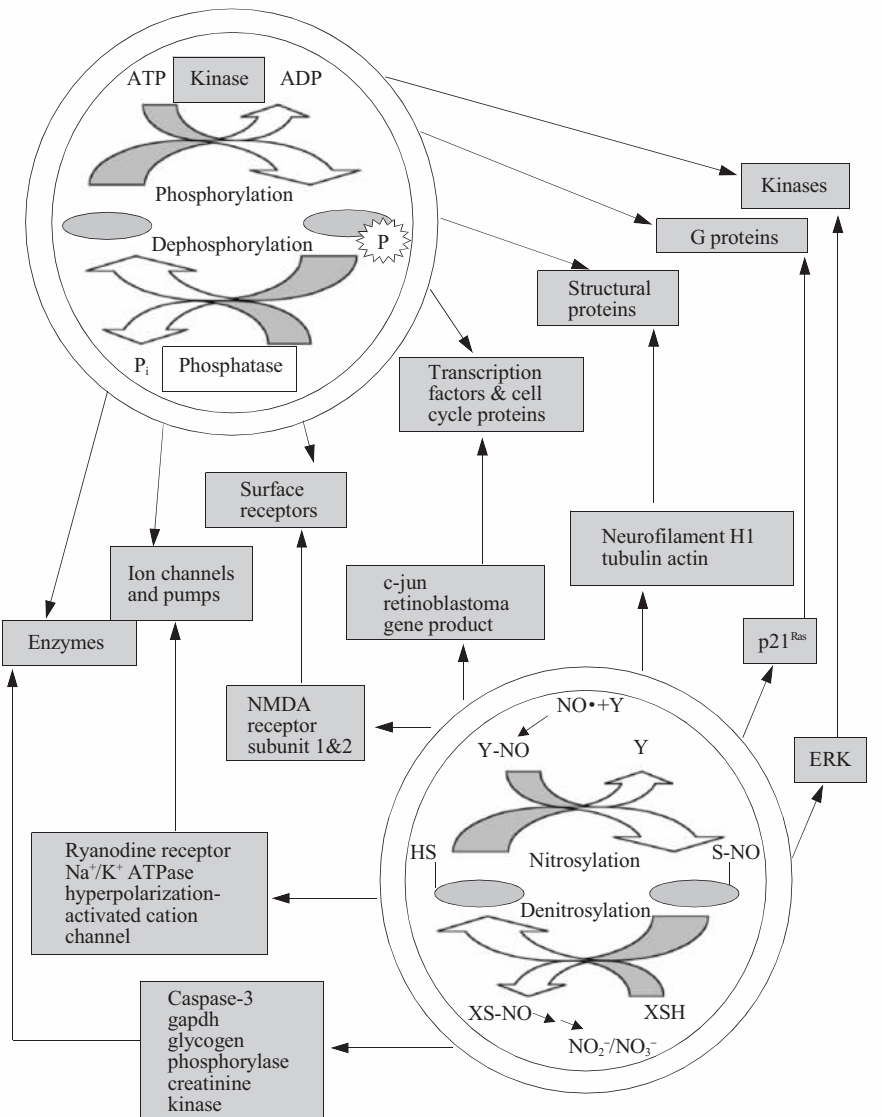 ATP
Kinase
ADP
Phosphorylation
Dephosphorylation
P
Pi
Phosphatase
Kinases
G proteins
Structural
proteins
Transcription
factors & cell
cycle proteins
Surface
receptors
Ion channels
and pumps
Enzymes
Neurofilament H1
tubulin actin
c-jun
retinoblastoma
gene product
p21Ras
NMDA
receptor
subunit 1&2
ERK
Ryanodine receptor
Na+/K+ ATPase
hyperpolarization-
activated cation
channel
Caspase-3
gapdh
glycogen
phosphorylase
creatinine
kinase
NO•+Y
Y-NO
Y
HS
Nitrosylation
S-NO
Denitrosylation
XS-NO
XSH
NO2−/NO3−